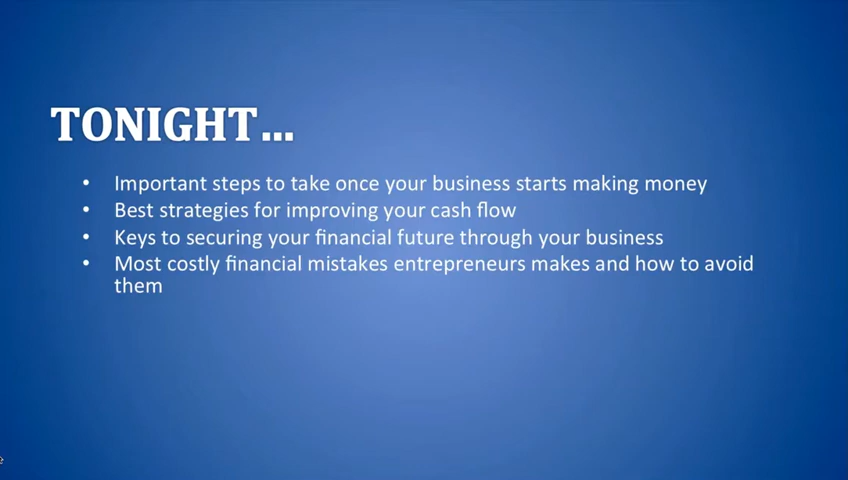 TONIGHT...
• Important steps to take once your business starts making money
• Best strategies for improving your cash flow
• Keys to securing your financial future through your business
• Most costly financial mistakes entrepreneurs makes and how to avoid
them